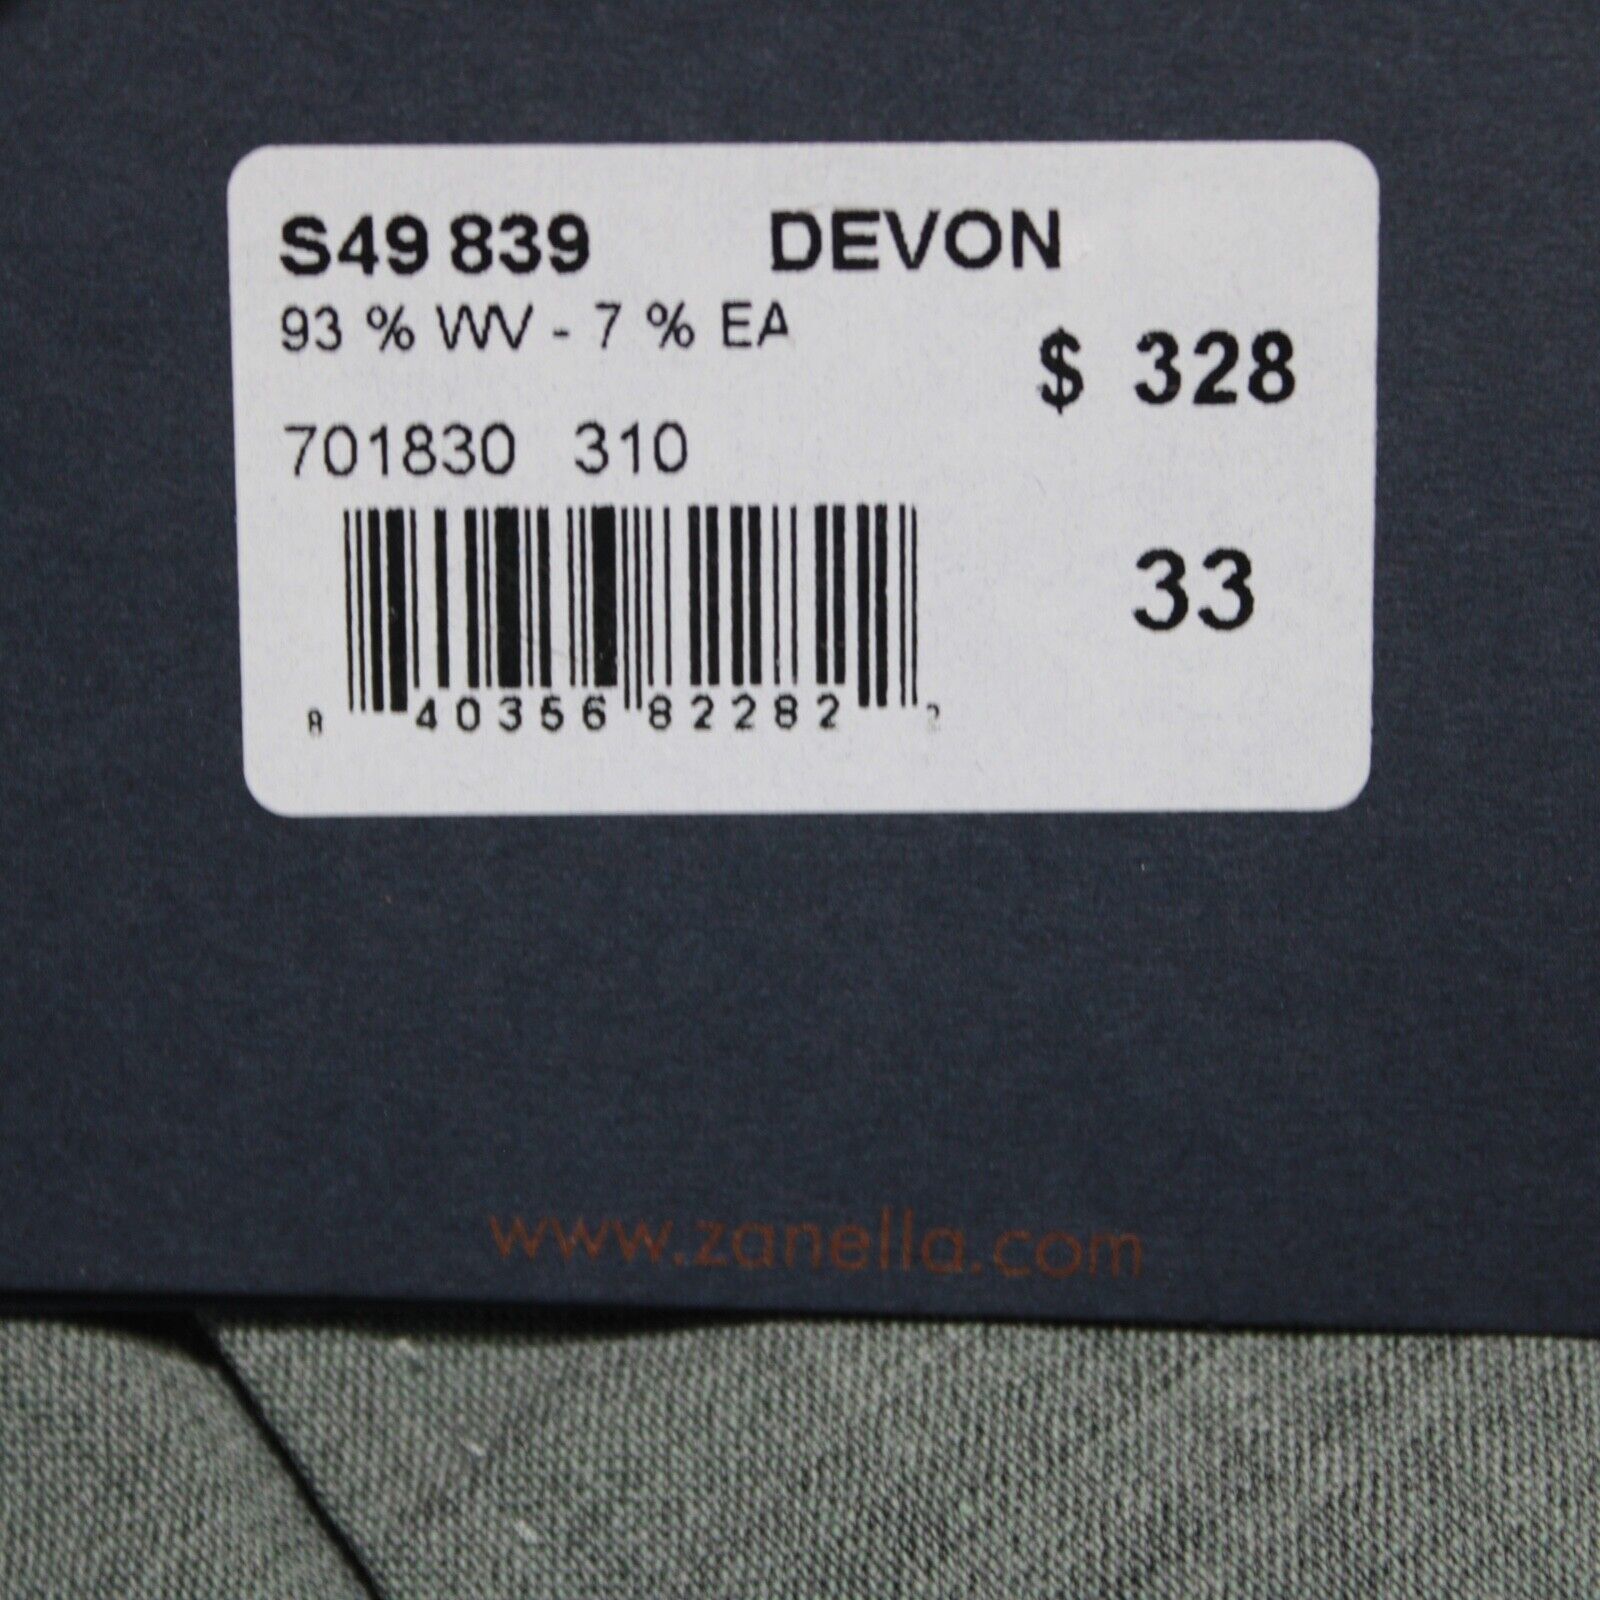 S49 839 DEVON
93 % WV - 7 % EA
$ 328
701830 310
33
8 40356 82282 2
www.zanella.com